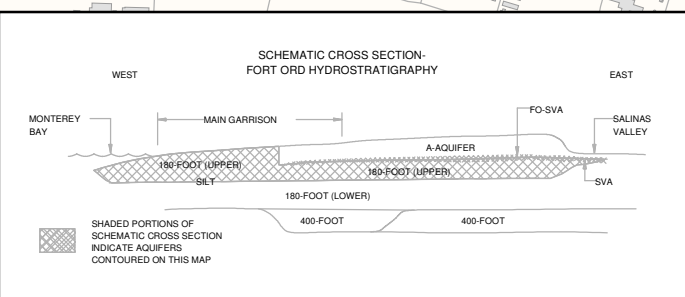 SCHEMATIC CROSS SECTION-
FORT ORD HYDROSTRATIGRAPHY
WEST
EAST
FO-SVA
MONTEREY
BAY
MAIN GARRISON
SALINAS
VALLEY
A-AQUIFER
180-FOOT (UPPER)
180-FOOT (UPPER)
SILT
SVA
180-FOOT (LOWER)
400-FOOT
400-FOOT
SHADED PORTIONS OF
SCHEMATIC CROSS SECTION
INDICATE AQUIFERS
CONTOURED ON THIS MAP